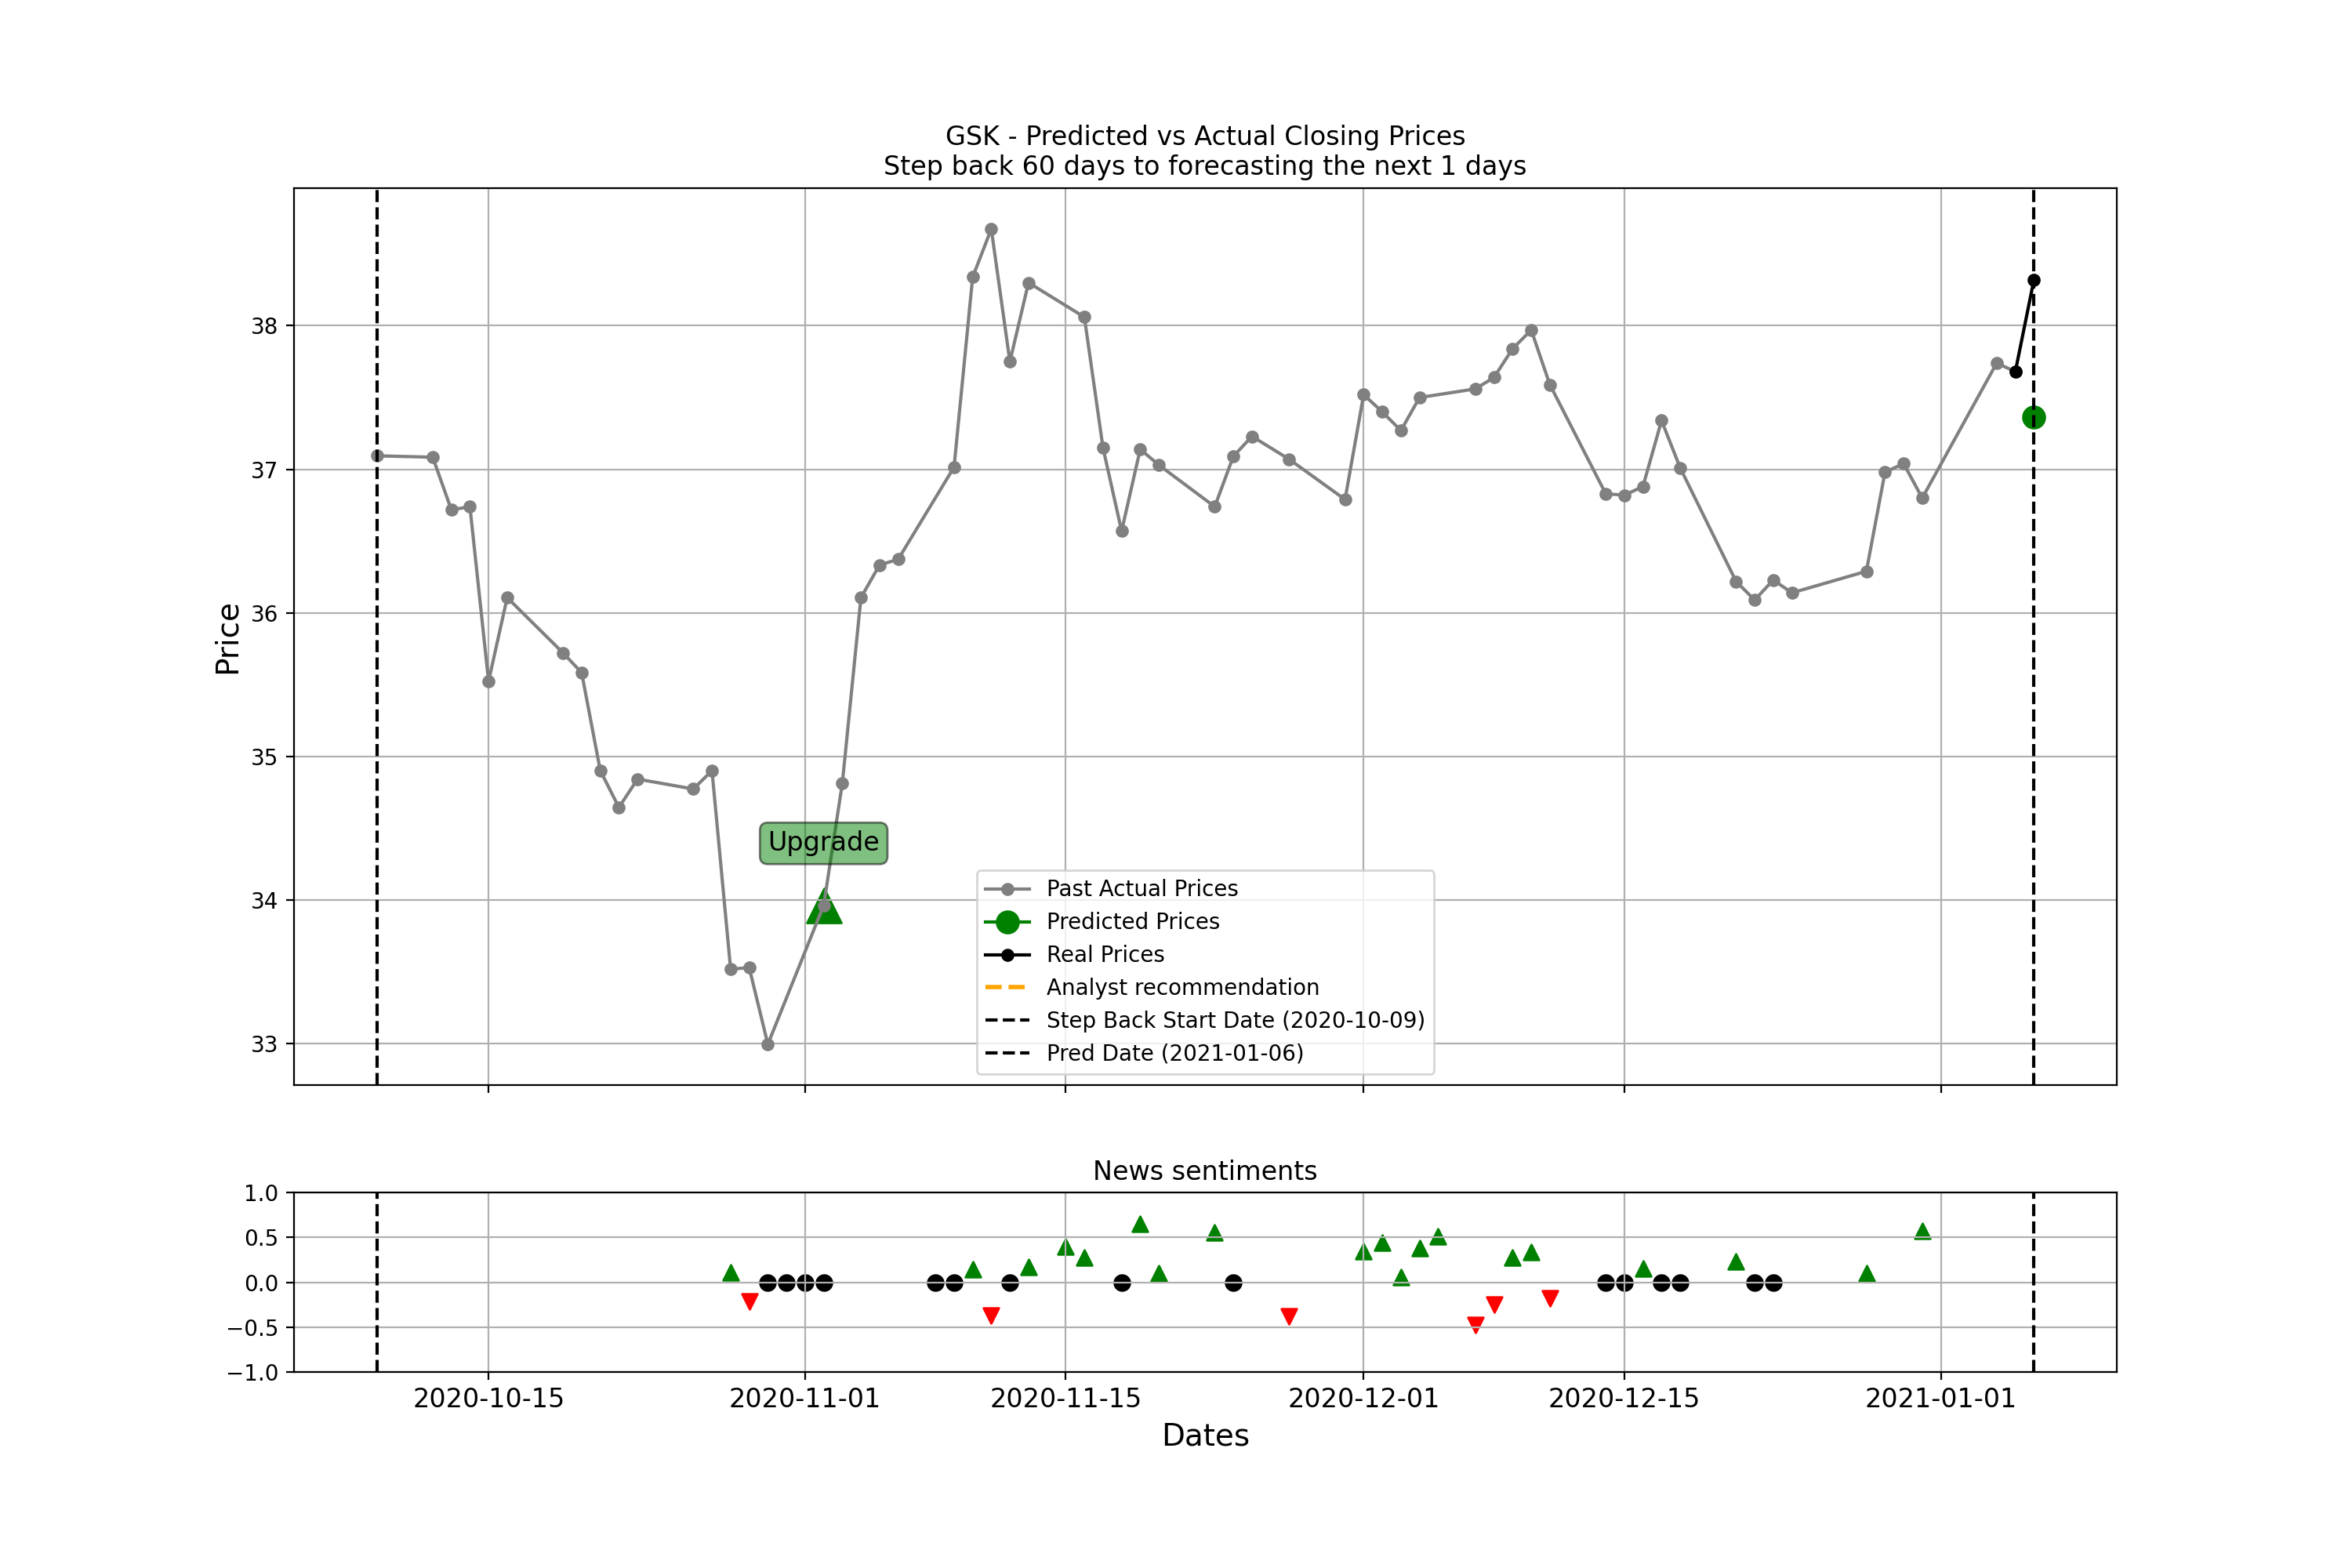 GSK - Predicted vs Actual Closing Prices
Step back 60 days to forecasting the next 1 days
Price
38
37
36
35
34
33
Upgrade
Past Actual Prices
Predicted Prices
Real Prices
Analyst recommendation
Step Back Start Date (2020-10-09)
Pred Date (2021-01-06)
News sentiments
1.0
0.5
0.0
−0.5
−1.0
2020-10-15 2020-11-01 2020-11-15 2020-12-01 2020-12-15 2021-01-01
Dates